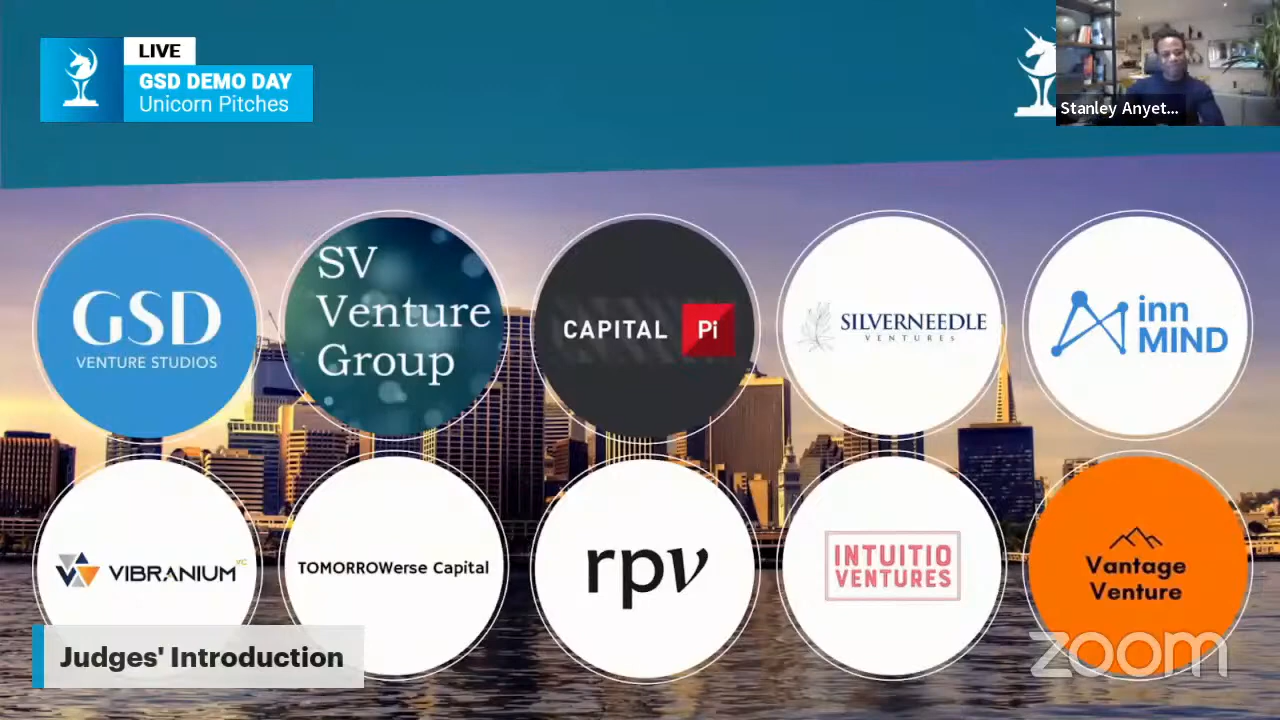 LIVE
GSD DEMO DAY
Unicorn Pitches
Stanley Anyet...
GSD
VENTURE STUDIOS
SV
Venture
Group
CAPITAL Pi
SILVERNEEDLE
VENTURES
inn
MIND
VIBRANIUM VC
TOMORROWerse Capital
rpv
INTUITIO
VENTURES
Vantage
Venture
Judges' Introduction
zoom